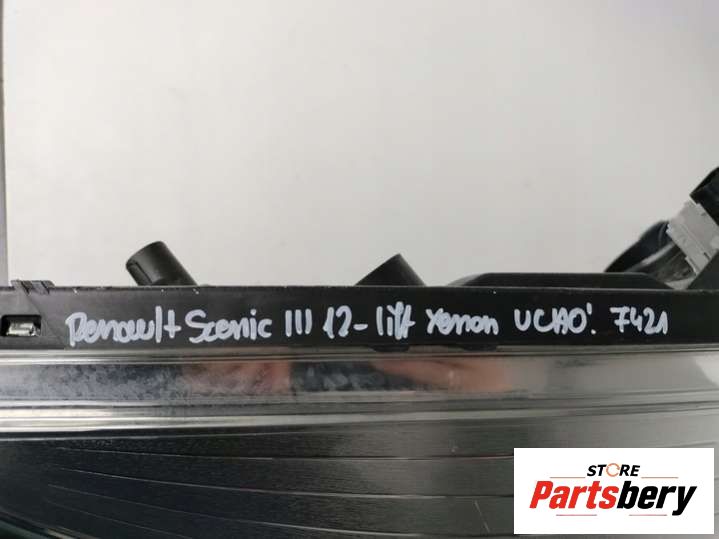 Renault Scenic III 12- lift Xenon UCHO! 7421
STORE
Partsbery